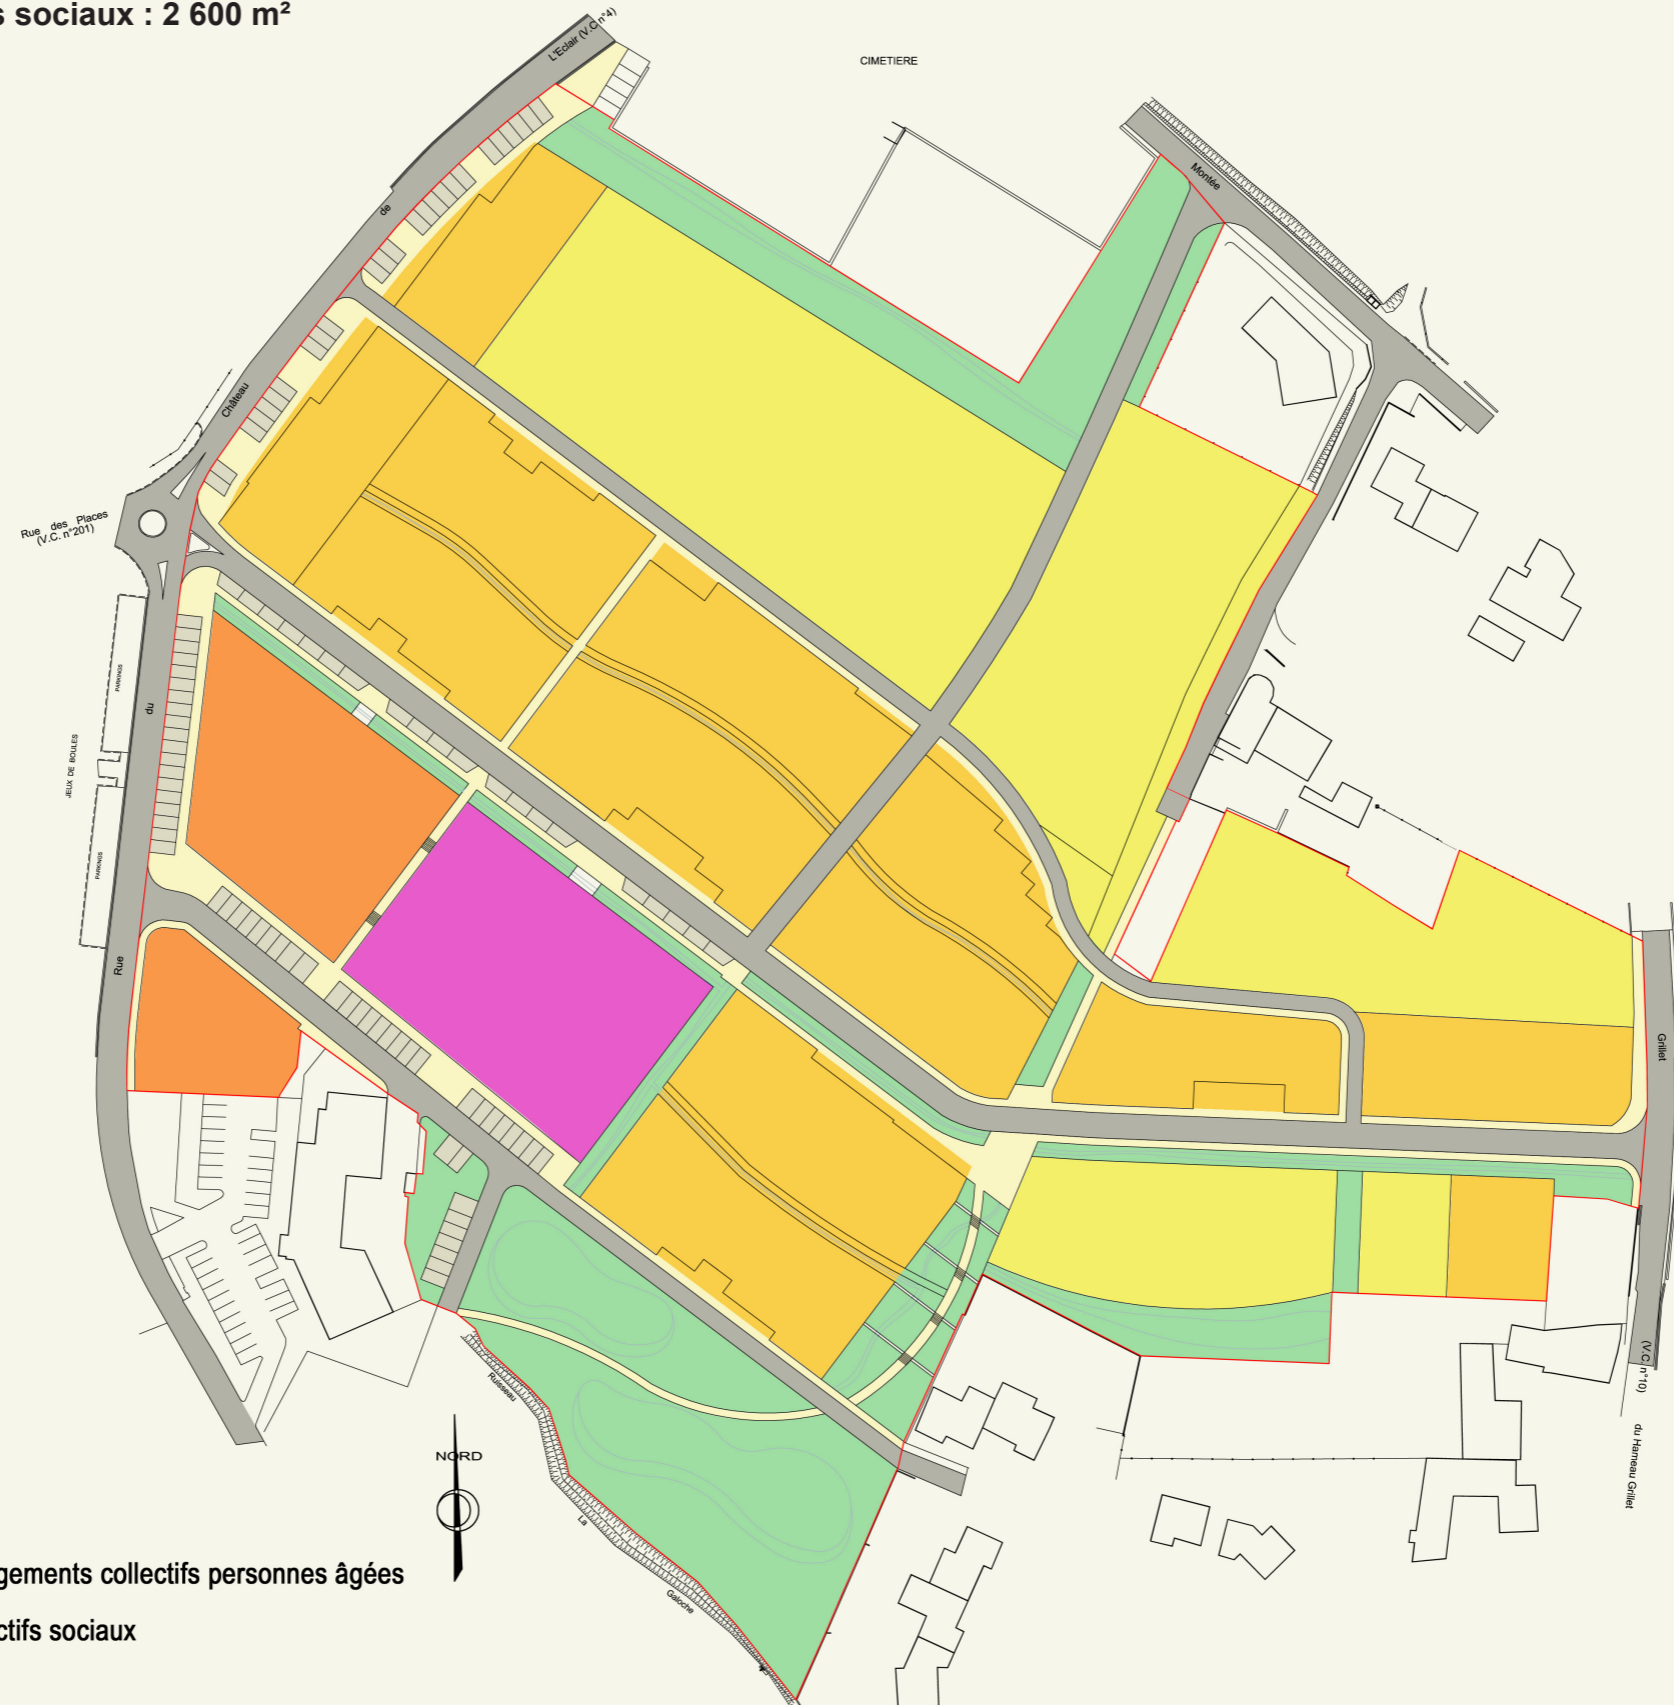 s sociaux : 2 600 m²
L'Eclair (V.C n°4)
CIMETIERE
Montée
de
Château
Rue des Places
(V.C. n°201)
PARKINGS
du
JEUX DE BOULES
PARKINGS
Rue
Grillet
(V.C. n°10)
du Hameau Grillet
Ruisseau
NORD
La
Galoche
gements collectifs personnes âgées
ctifs sociaux